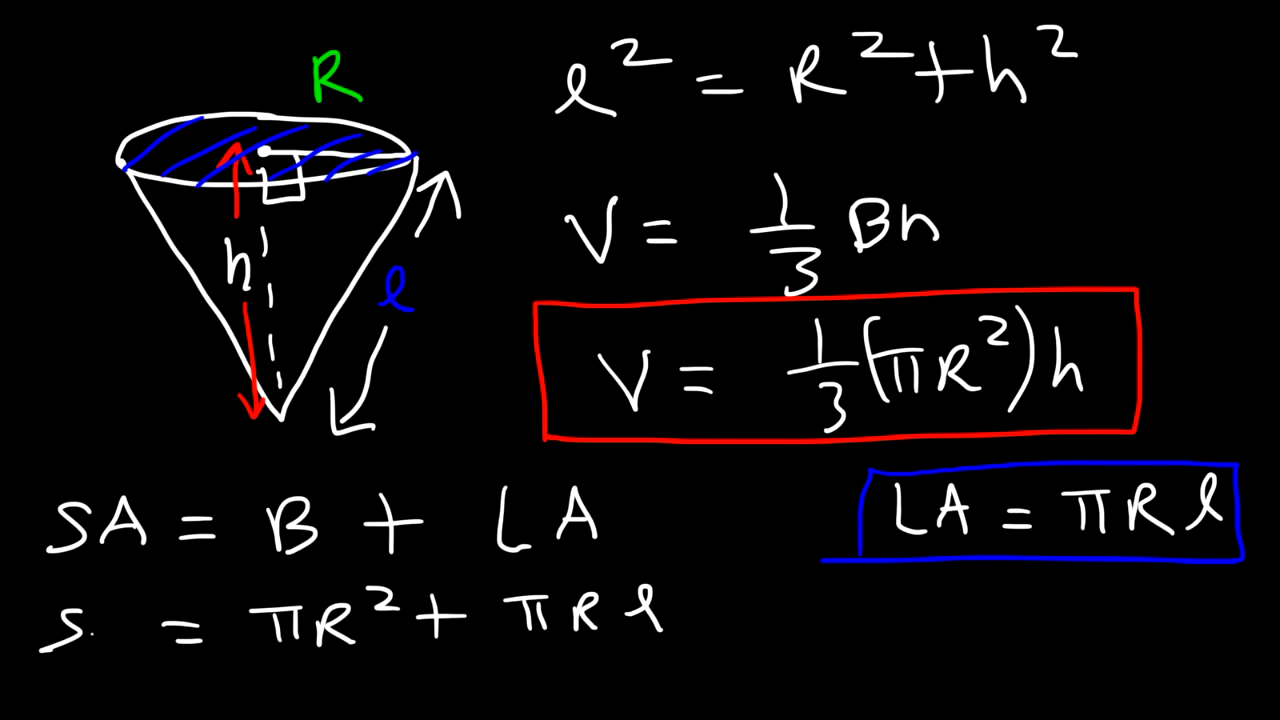 R
h
ℓ
ℓ² = R² + h²
V = 1/3 Bh
V = 1/3 (πR²) h
LA = πRℓ
SA = B + LA
S = πR² + πRℓ